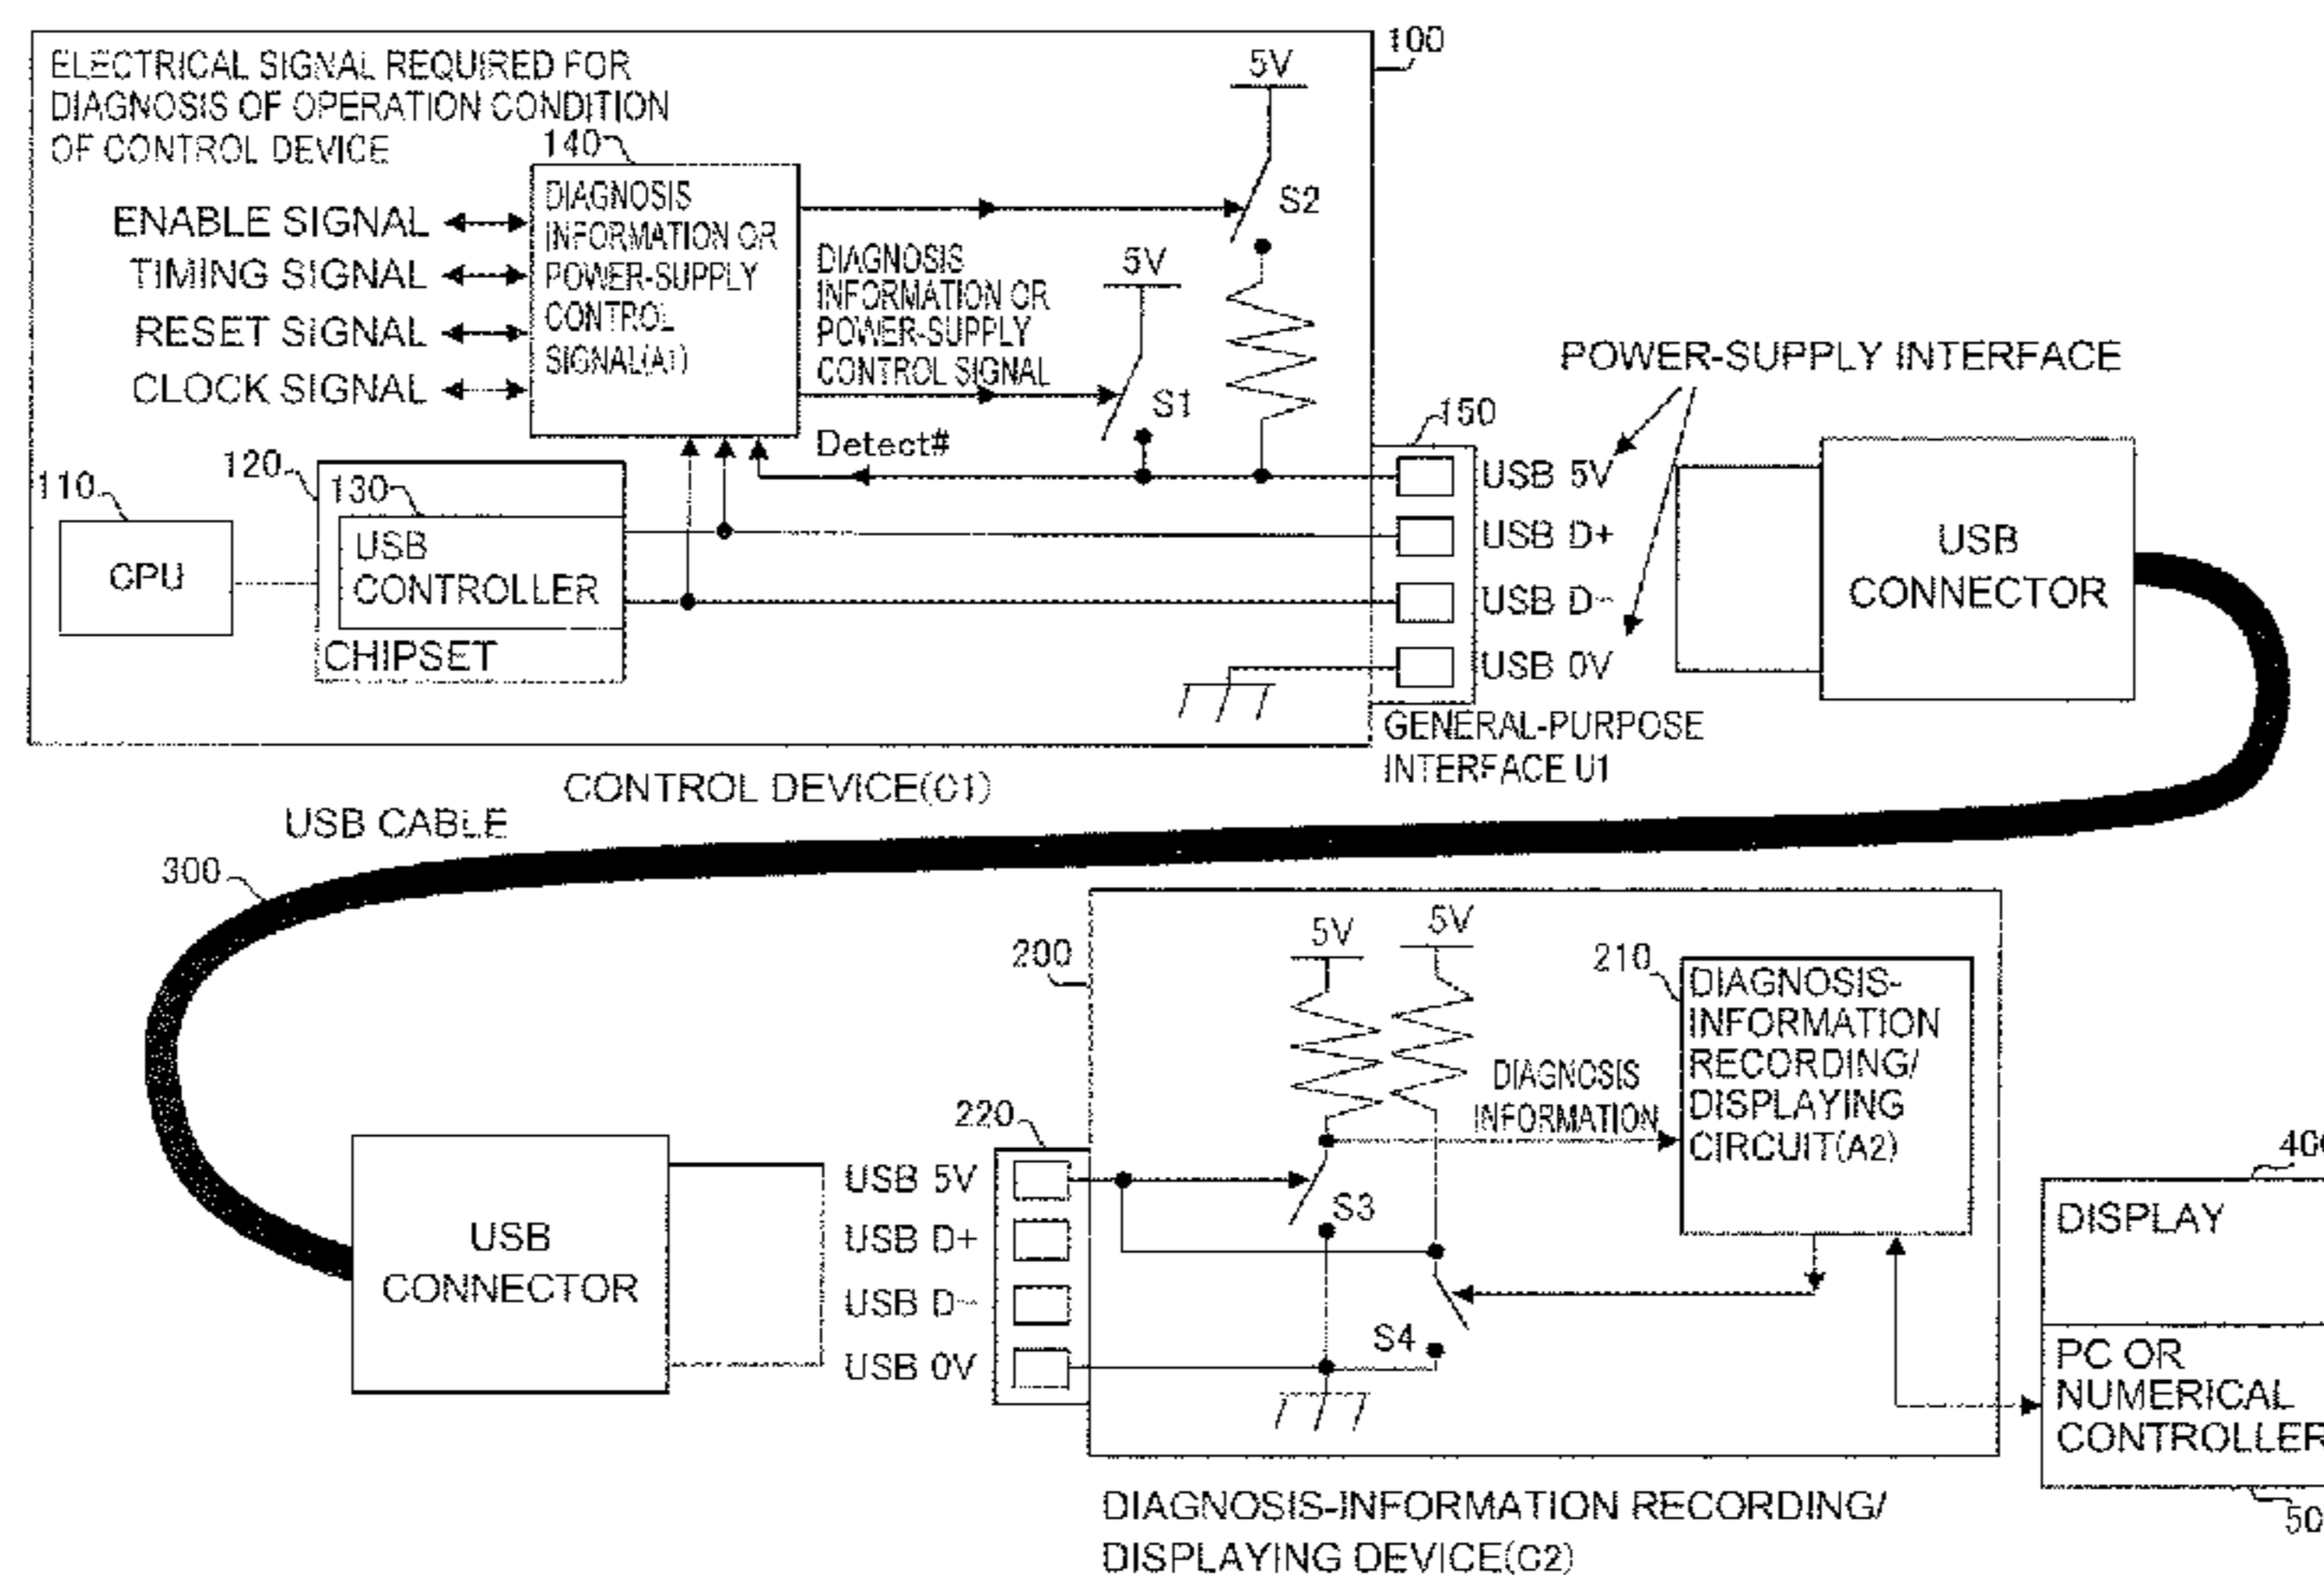 ELECTRICAL SIGNAL REQUIRED FOR
DIAGNOSIS OF OPERATION CONDITION
OF CONTROL DEVICE
100
5V
140
S2
DIAGNOSIS
INFORMATION OR
POWER-SUPPLY
CONTROL
SIGNAL(A1)
ENABLE SIGNAL
TIMING SIGNAL
RESET SIGNAL
CLOCK SIGNAL
DIAGNOSIS
INFORMATION OR
POWER-SUPPLY
CONTROL SIGNAL
5V
S1
Detect#
POWER-SUPPLY INTERFACE
150
110
CPU
120
130
USB
CONTROLLER
CHIPSET
USB 5V
USB D+
USB D-
USB 0V
USB
CONNECTOR
GENERAL-PURPOSE
INTERFACE U1
CONTROL DEVICE(C1)
USB CABLE
300
200
5V
5V
210
DIAGNOSIS-
INFORMATION
RECORDING/
DISPLAYING
CIRCUIT(A2)
DIAGNOSIS
INFORMATION
220
USB
CONNECTOR
USB 5V
USB D+
USB D-
USB 0V
S3
S4
DISPLAY
PC OR
NUMERICAL
CONTROLLER
DIAGNOSIS-INFORMATION RECORDING/
DISPLAYING DEVICE(C2)